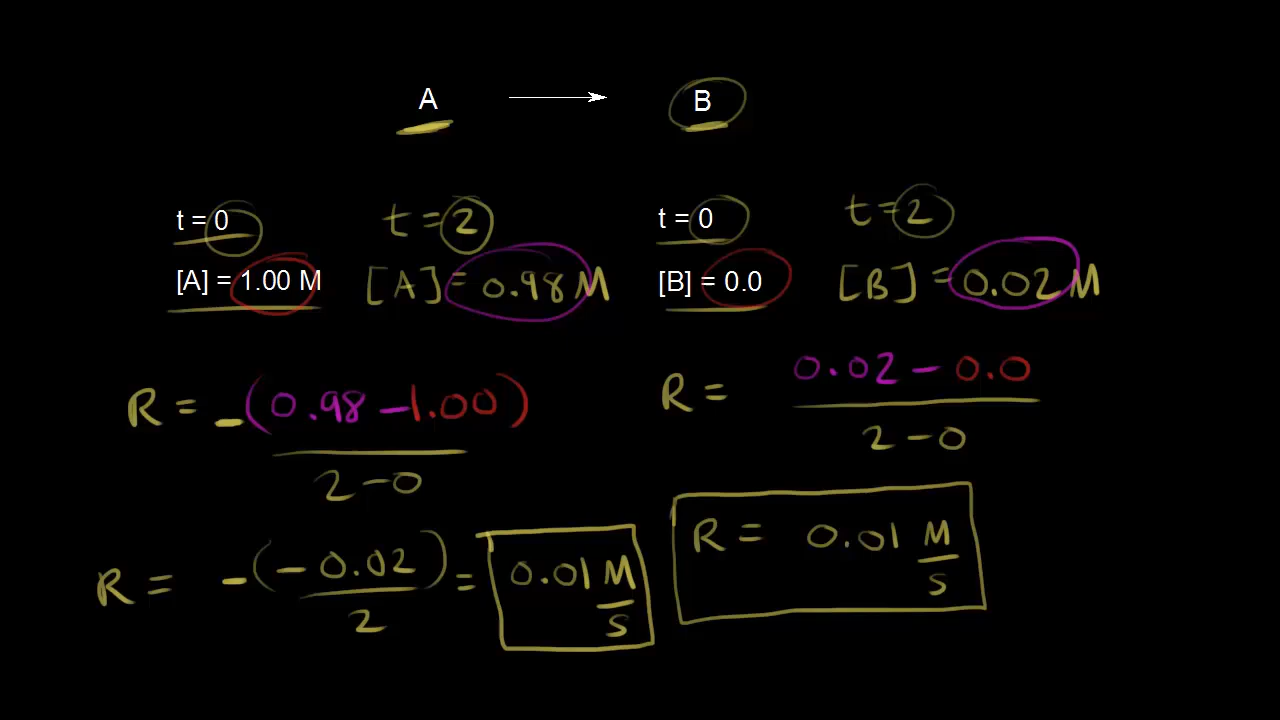 A → B
t = 0 t = 2 t = 0 t = 2
[A] = 1.00 M [A] = 0.98 M [B] = 0.0 [B] = 0.02 M
R = -(0.98 - 1.00)
2 - 0
R = 0.02 - 0.0
2 - 0
R = -(-0.02)
2
= 0.01 M
s
R = 0.01 M
s